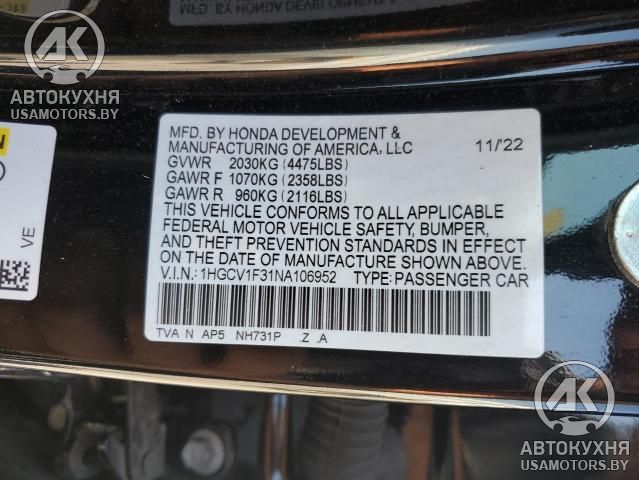 MFD. BY HONDA DEVELOPMENT &
MANUFACTURING OF AMERICA, LLC 11/'22
GVWR 2030KG (4475LBS)
GAWR F 1070KG (2358LBS)
GAWR R 960KG (2116LBS)
THIS VEHICLE CONFORMS TO ALL APPLICABLE
FEDERAL MOTOR VEHICLE SAFETY, BUMPER,
AND THEFT PREVENTION STANDARDS IN EFFECT
ON THE DATE OF MANUFACTURE SHOWN ABOVE.
V.I.N.: 1HGCV1F31NA106952 TYPE: PASSENGER CAR
TVA N AP5 NH731P .Z .A
VE
AK
АВТОКУХНЯ
USAMOTORS.BY
AK
АВТОКУХНЯ
USAMOTORS.BY